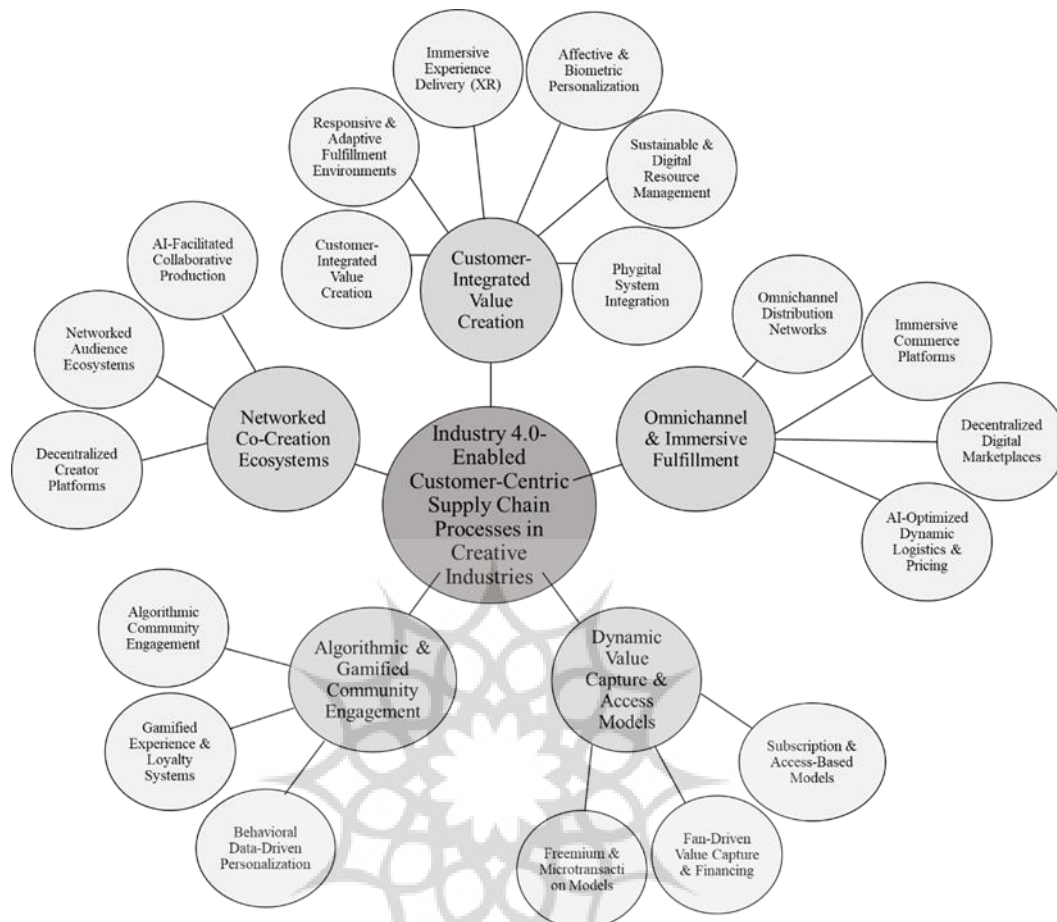 Immersive
Experience
Delivery (XR)
Affective &
Biometric
Personalization
Responsive &
Adaptive
Fulfillment
Environments
Sustainable &
Digital
Resource
Management
Customer-
Integrated
Value
Creation
Customer-
Integrated
Value
Creation
Phygital
System
Integration
AI-Facilitated
Collaborative
Production
Networked
Audience
Ecosystems
Decentralized
Creator
Platforms
Networked
Co-Creation
Ecosystems
Industry 4.0-
Enabled
Customer-Centric
Supply Chain
Processes in
Creative
Industries
Omnichannel
& Immersive
Fulfillment
Omnichannel
Distribution
Networks
Immersive
Commerce
Platforms
Decentralized
Digital
Marketplaces
AI-Optimized
Dynamic
Logistics &
Pricing
Algorithmic
Community
Engagement
Gamified
Experience &
Loyalty
Systems
Behavioral
Data-Driven
Personalization
Algorithmic &
Gamified
Community
Engagement
Dynamic
Value
Capture &
Access
Models
Subscription &
Access-Based
Models
Fan-Driven
Value Capture
& Financing
Freemium &
Microtransacti
on Models